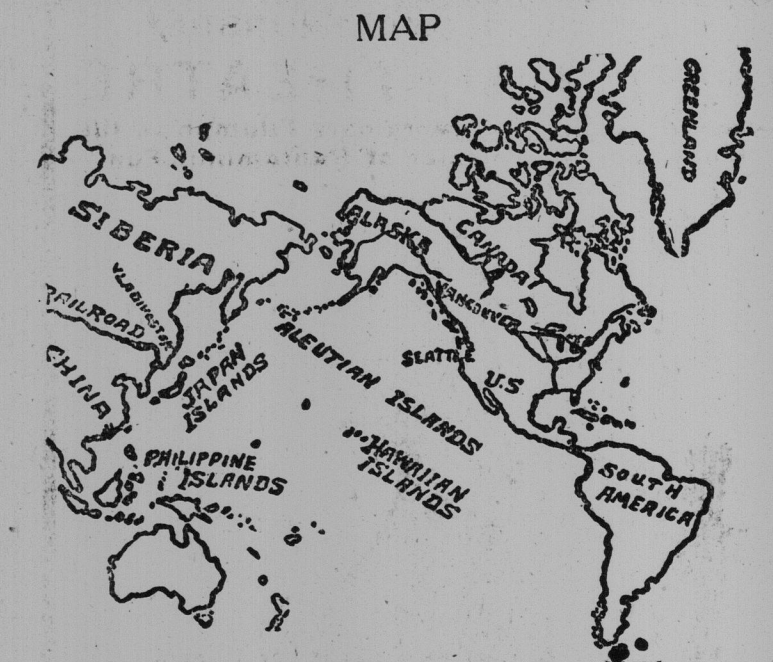 MAP
GREENLAND
SIBERIA
ALASKA
CANADA
VLADIVOSTOK
RAILROAD
VANCOUVER
CHINA
JAPAN
ISLANDS
ALEUTIAN ISLANDS
SEATTLE
U.S
HAWAIIAN
ISLANDS
PHILIPPINE
ISLANDS
SOUTH
AMERICA